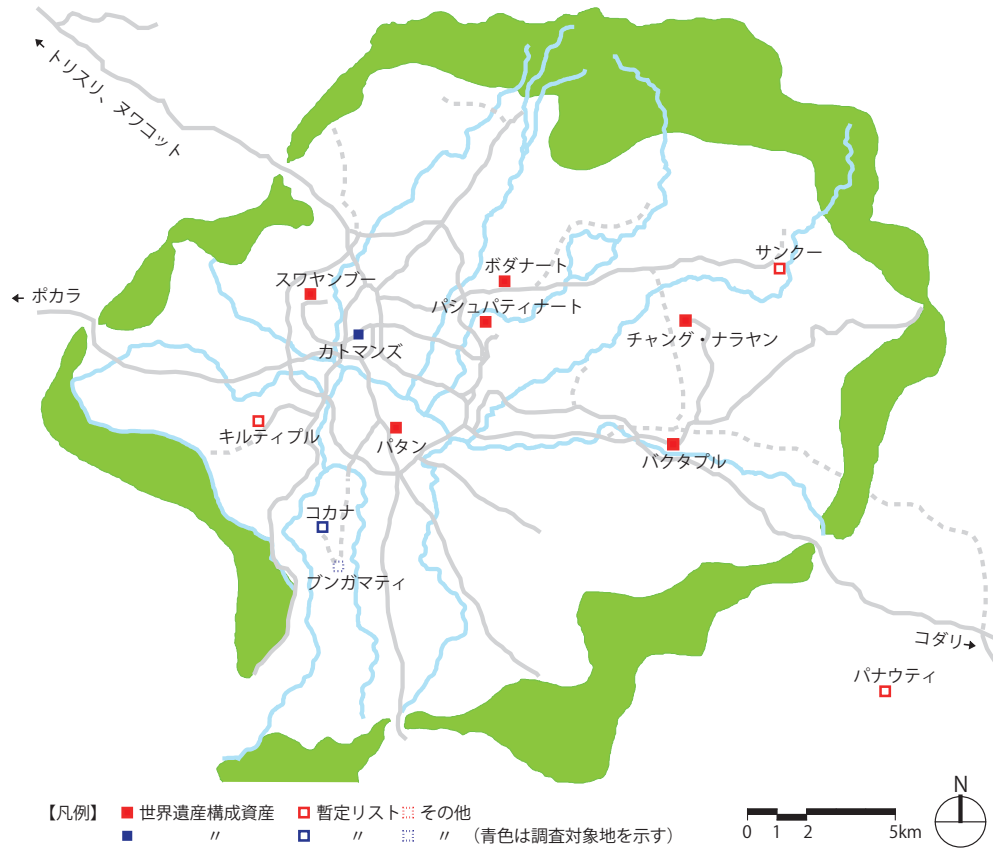 トリスリ、ヌワコット
サンクー
ボダナート
スワヤンブー
ポカラ
パシュパティナート
チャング・ナラヤン
カトマンズ
キルティプル
パタン
バクタプル
コカナ
ブンガマティ
コダリ
パナウティ
N
【凡例】 世界遺産構成資産 暫定リスト その他
〃 〃 〃 （青色は調査対象地を示す）
0 1 2 5km